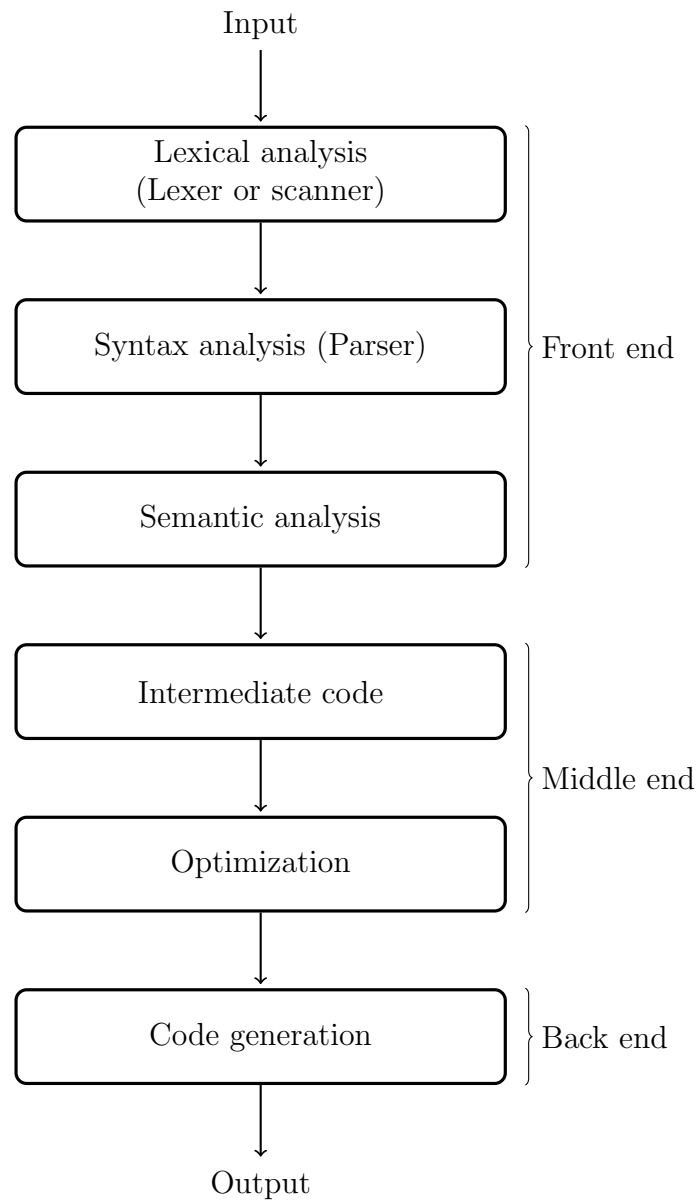 Input
Lexical analysis
(Lexer or scanner)
Syntax analysis (Parser)
Front end
Semantic analysis
Intermediate code
Middle end
Optimization
Code generation
Back end
Output